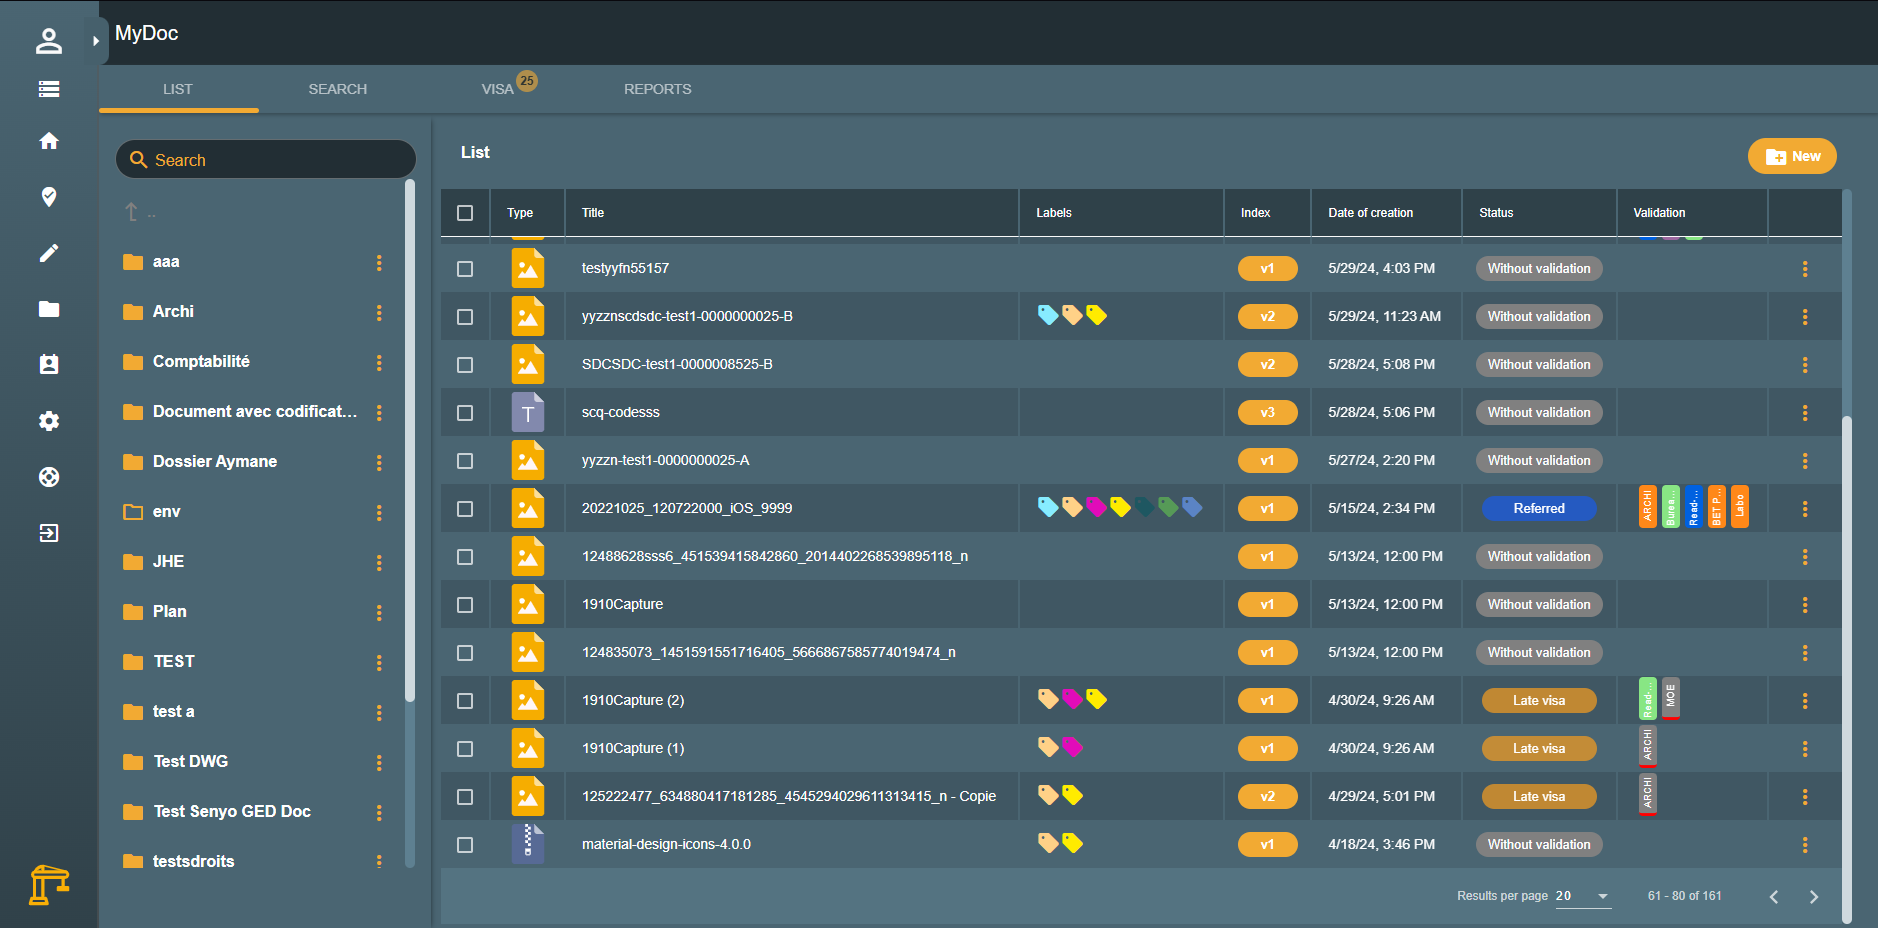 MyDoc
LIST SEARCH VISA 25 REPORTS
Search
..
aaa
Archi
Comptabilité
Document avec codificat...
Dossier Aymane
env
JHE
Plan
TEST
test a
Test DWG
Test Senyo GED Doc
testsdroits
List
New
Type Title Labels Index Date of creation Status Validation
testyyfn55157 v1 5/29/24, 4:03 PM Without validation
yyzznscdsdc-test1-0000000025-B v2 5/29/24, 11:23 AM Without validation
SDCSDC-test1-0000008525-B v2 5/28/24, 5:08 PM Without validation
T scq-codesss v3 5/28/24, 5:06 PM Without validation
yyzzn-test1-0000000025-A v1 5/27/24, 2:20 PM Without validation
20221025_120722000_iOS_9999 v1 5/15/24, 2:34 PM Referred ARCHI Burea... Read-... BET P... Labo
12488628sss6_451539415842860_2014402268539895118_n v1 5/13/24, 12:00 PM Without validation
1910Capture v1 5/13/24, 12:00 PM Without validation
124835073_1451591551716405_5666867585774019474_n v1 5/13/24, 12:00 PM Without validation
1910Capture (2) v1 4/30/24, 9:26 AM Late visa Read-... MOE
1910Capture (1) v1 4/30/24, 9:26 AM Late visa ARCHI
125222477_634880417181285_4545294029611313415_n - Copie v2 4/29/24, 5:01 PM Late visa ARCHI
material-design-icons-4.0.0 v1 4/18/24, 3:46 PM Without validation
Results per page 20 61 - 80 of 161